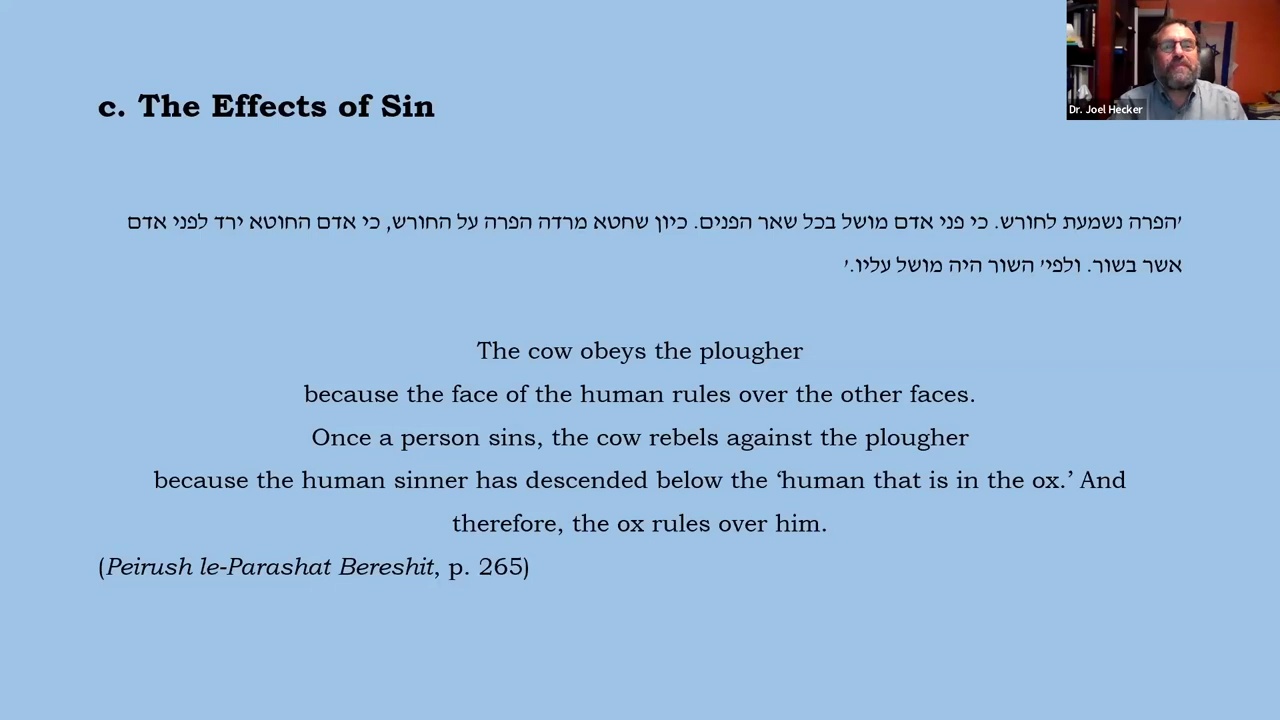 Dr. Joel Hecker
c. The Effects of Sin
'הפרה נשמעת לחורש. כי פני אדם מושל בכל שאר הפנים. כיון שחטא מרדה הפרה על החורש, כי אדם החוטא ירד לפני אדם
אשר בשור. ולפי' השור היה מושל עליו.'
The cow obeys the plougher
because the face of the human rules over the other faces.
Once a person sins, the cow rebels against the plougher
because the human sinner has descended below the ‘human that is in the ox.’ And
therefore, the ox rules over him.
(Peirush le-Parashat Bereshit, p. 265)